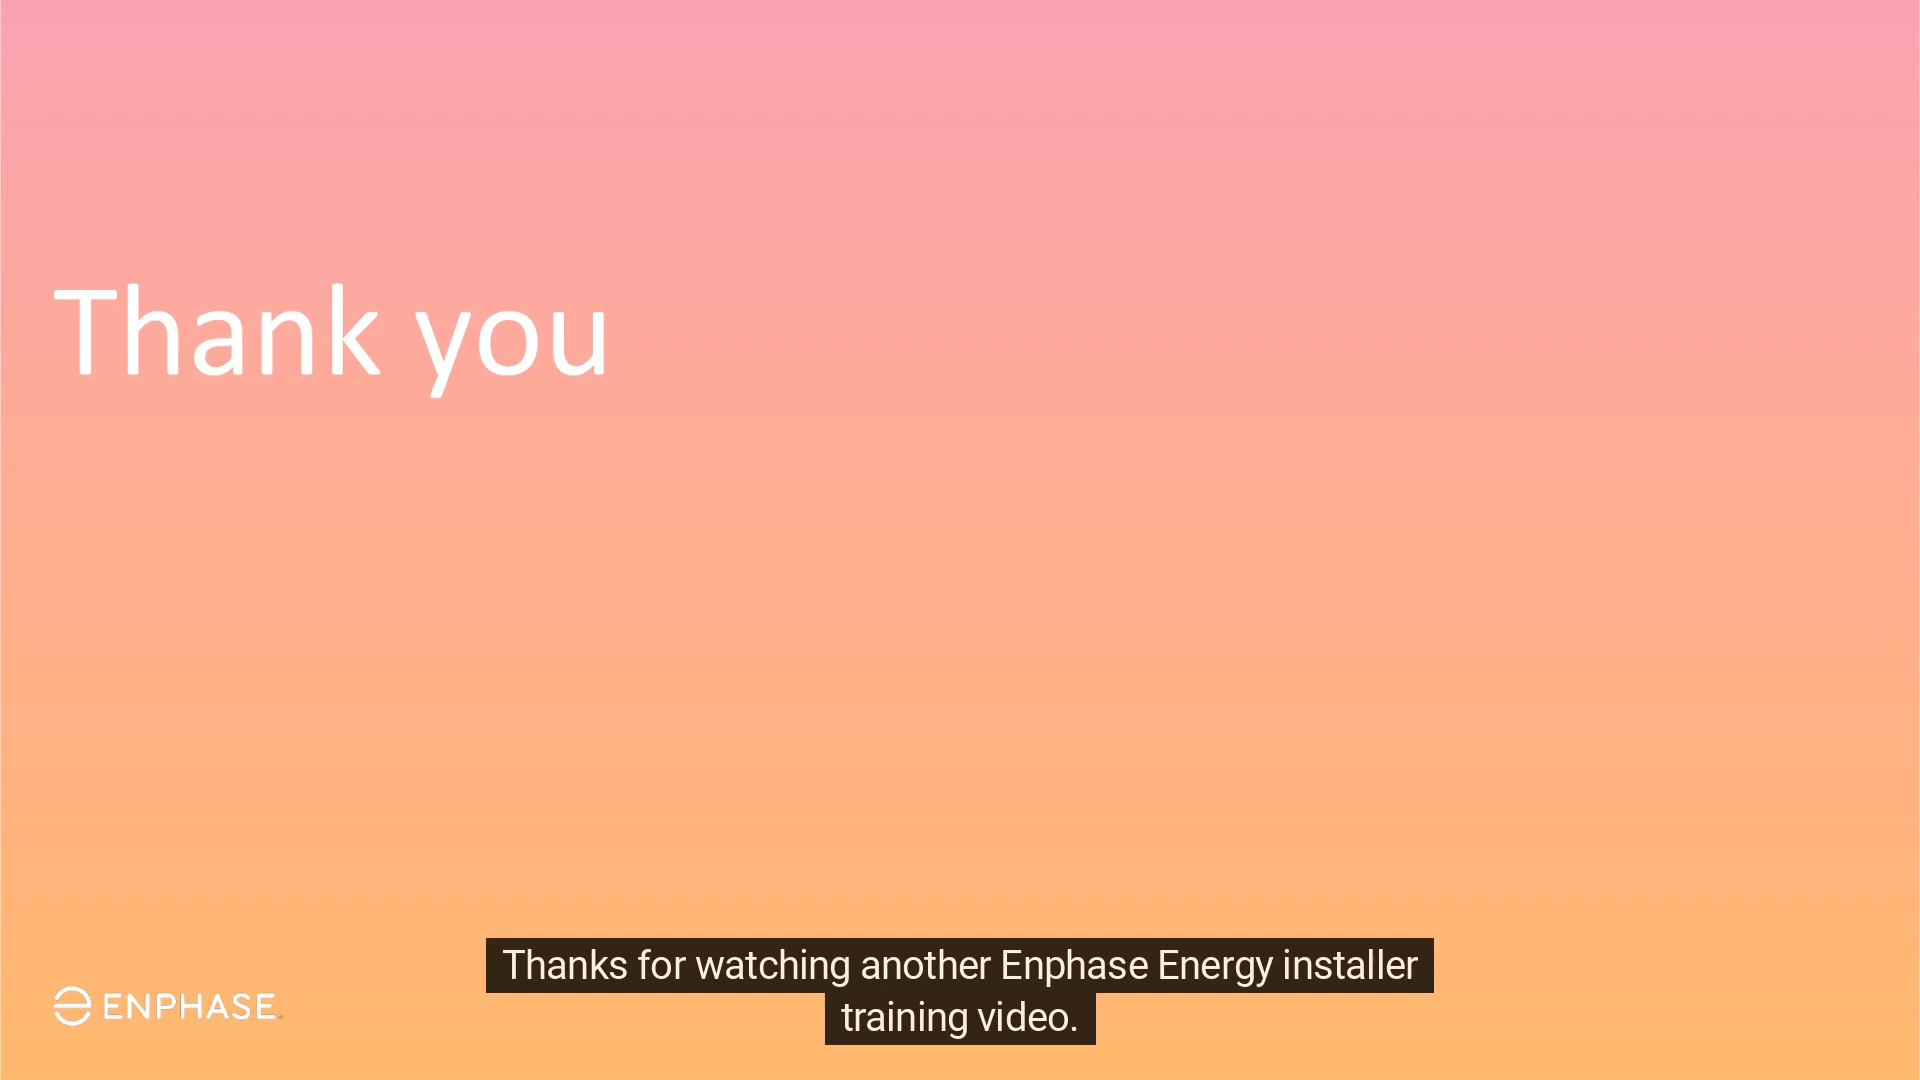 Thank you
Thanks for watching another Enphase Energy installer
training video.
ENPHASE